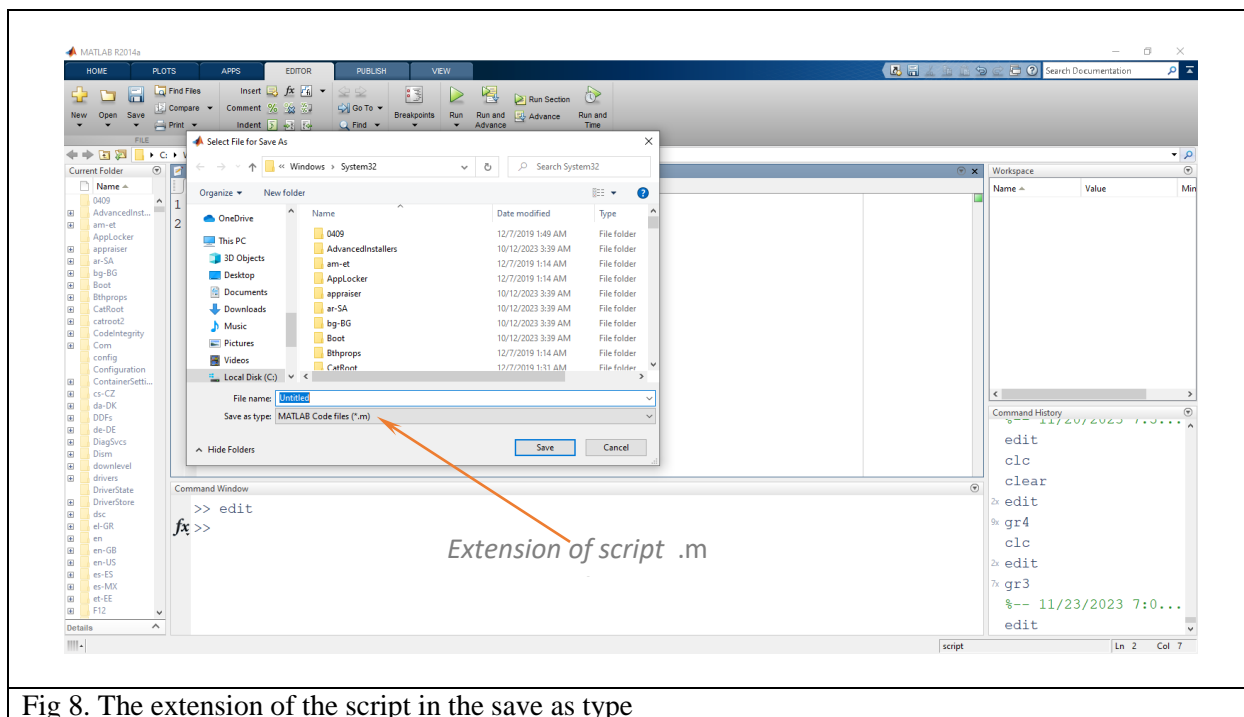 MATLAB R2014a
HOME PLOTS APPS EDITOR PUBLISH VIEW
Search Documentation
New Open Save
Find Files
Compare
Print
Insert fx
Comment %
Indent
Go To
Find
Breakpoints
Run
Run and Advance
Run Section
Advance
Run and Time
FILE
C:
Current Folder
Name
0409
AdvancedInst...
am-et
AppLocker
appraiser
ar-SA
bg-BG
Boot
Bthprops
CatRoot
catroot2
CodeIntegrity
Com
config
Configuration
ContainerSetti...
cs-CZ
da-DK
DDFs
de-DE
DiagSvcs
Dism
downlevel
drivers
DriverState
DriverStore
dsc
el-GR
en
en-GB
en-US
es-ES
es-MX
et-EE
F12
Details
1
2
Select File for Save As
« Windows › System32
Search System32
Organize New folder
OneDrive
This PC
3D Objects
Desktop
Documents
Downloads
Music
Pictures
Videos
Local Disk (C:)
Name Date modified Type
0409 12/7/2019 1:49 AM File folder
AdvancedInstallers 10/12/2023 3:39 AM File folder
am-et 12/7/2019 1:14 AM File folder
AppLocker 12/7/2019 1:14 AM File folder
appraiser 10/12/2023 3:39 AM File folder
ar-SA 10/12/2023 3:39 AM File folder
bg-BG 10/12/2023 3:39 AM File folder
Boot 10/12/2023 3:39 AM File folder
Bthprops 12/7/2019 1:14 AM File folder
CatRoot 12/7/2019 1:31 AM File folder
File name: Untitled
Save as type: MATLAB Code files (*.m)
Hide Folders
Save Cancel
Command Window
>> edit
fx >>
Extension of script .m
Workspace
Name Value Min
Command History
%-- 11/20/2023 7:5...
edit
clc
clear
2x edit
9x gr4
clc
2x edit
7x gr3
%-- 11/23/2023 7:0...
edit
script
Ln 2 Col 7
Fig 8. The extension of the script in the save as type